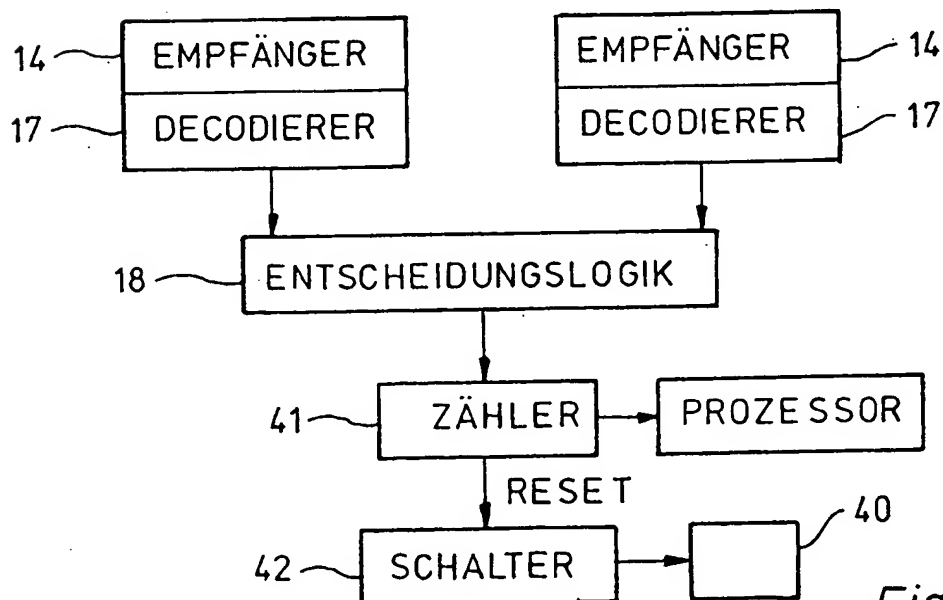 14 EMPFÄNGER EMPFÄNGER 14
17 DECODIERER DECODIERER 17
18 ENTSCHEIDUNGSLOGIK
41 ZÄHLER PROZESSOR
RESET
40
42 SCHALTER